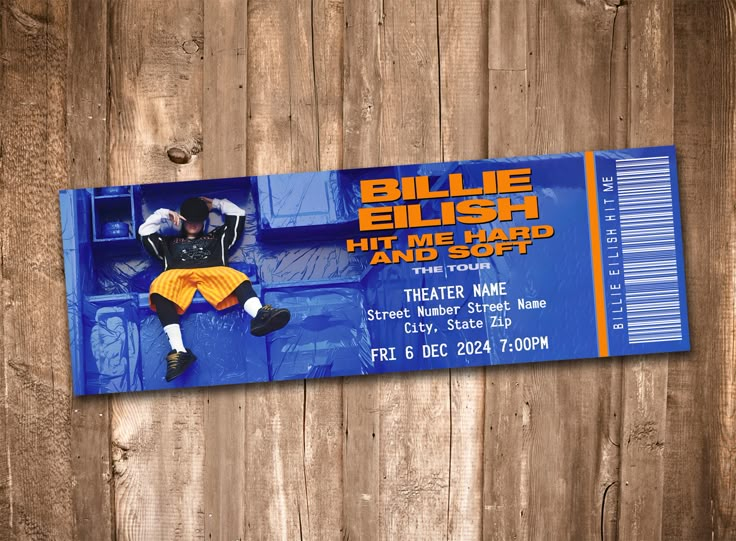 BILLIE
EILISH
HIT ME HARD
AND SOFT
THE TOUR
THEATER NAME
Street Number Street Name
City, State Zip
FRI 6 DEC 2024 7:00PM
BILLIE EILISH HIT ME